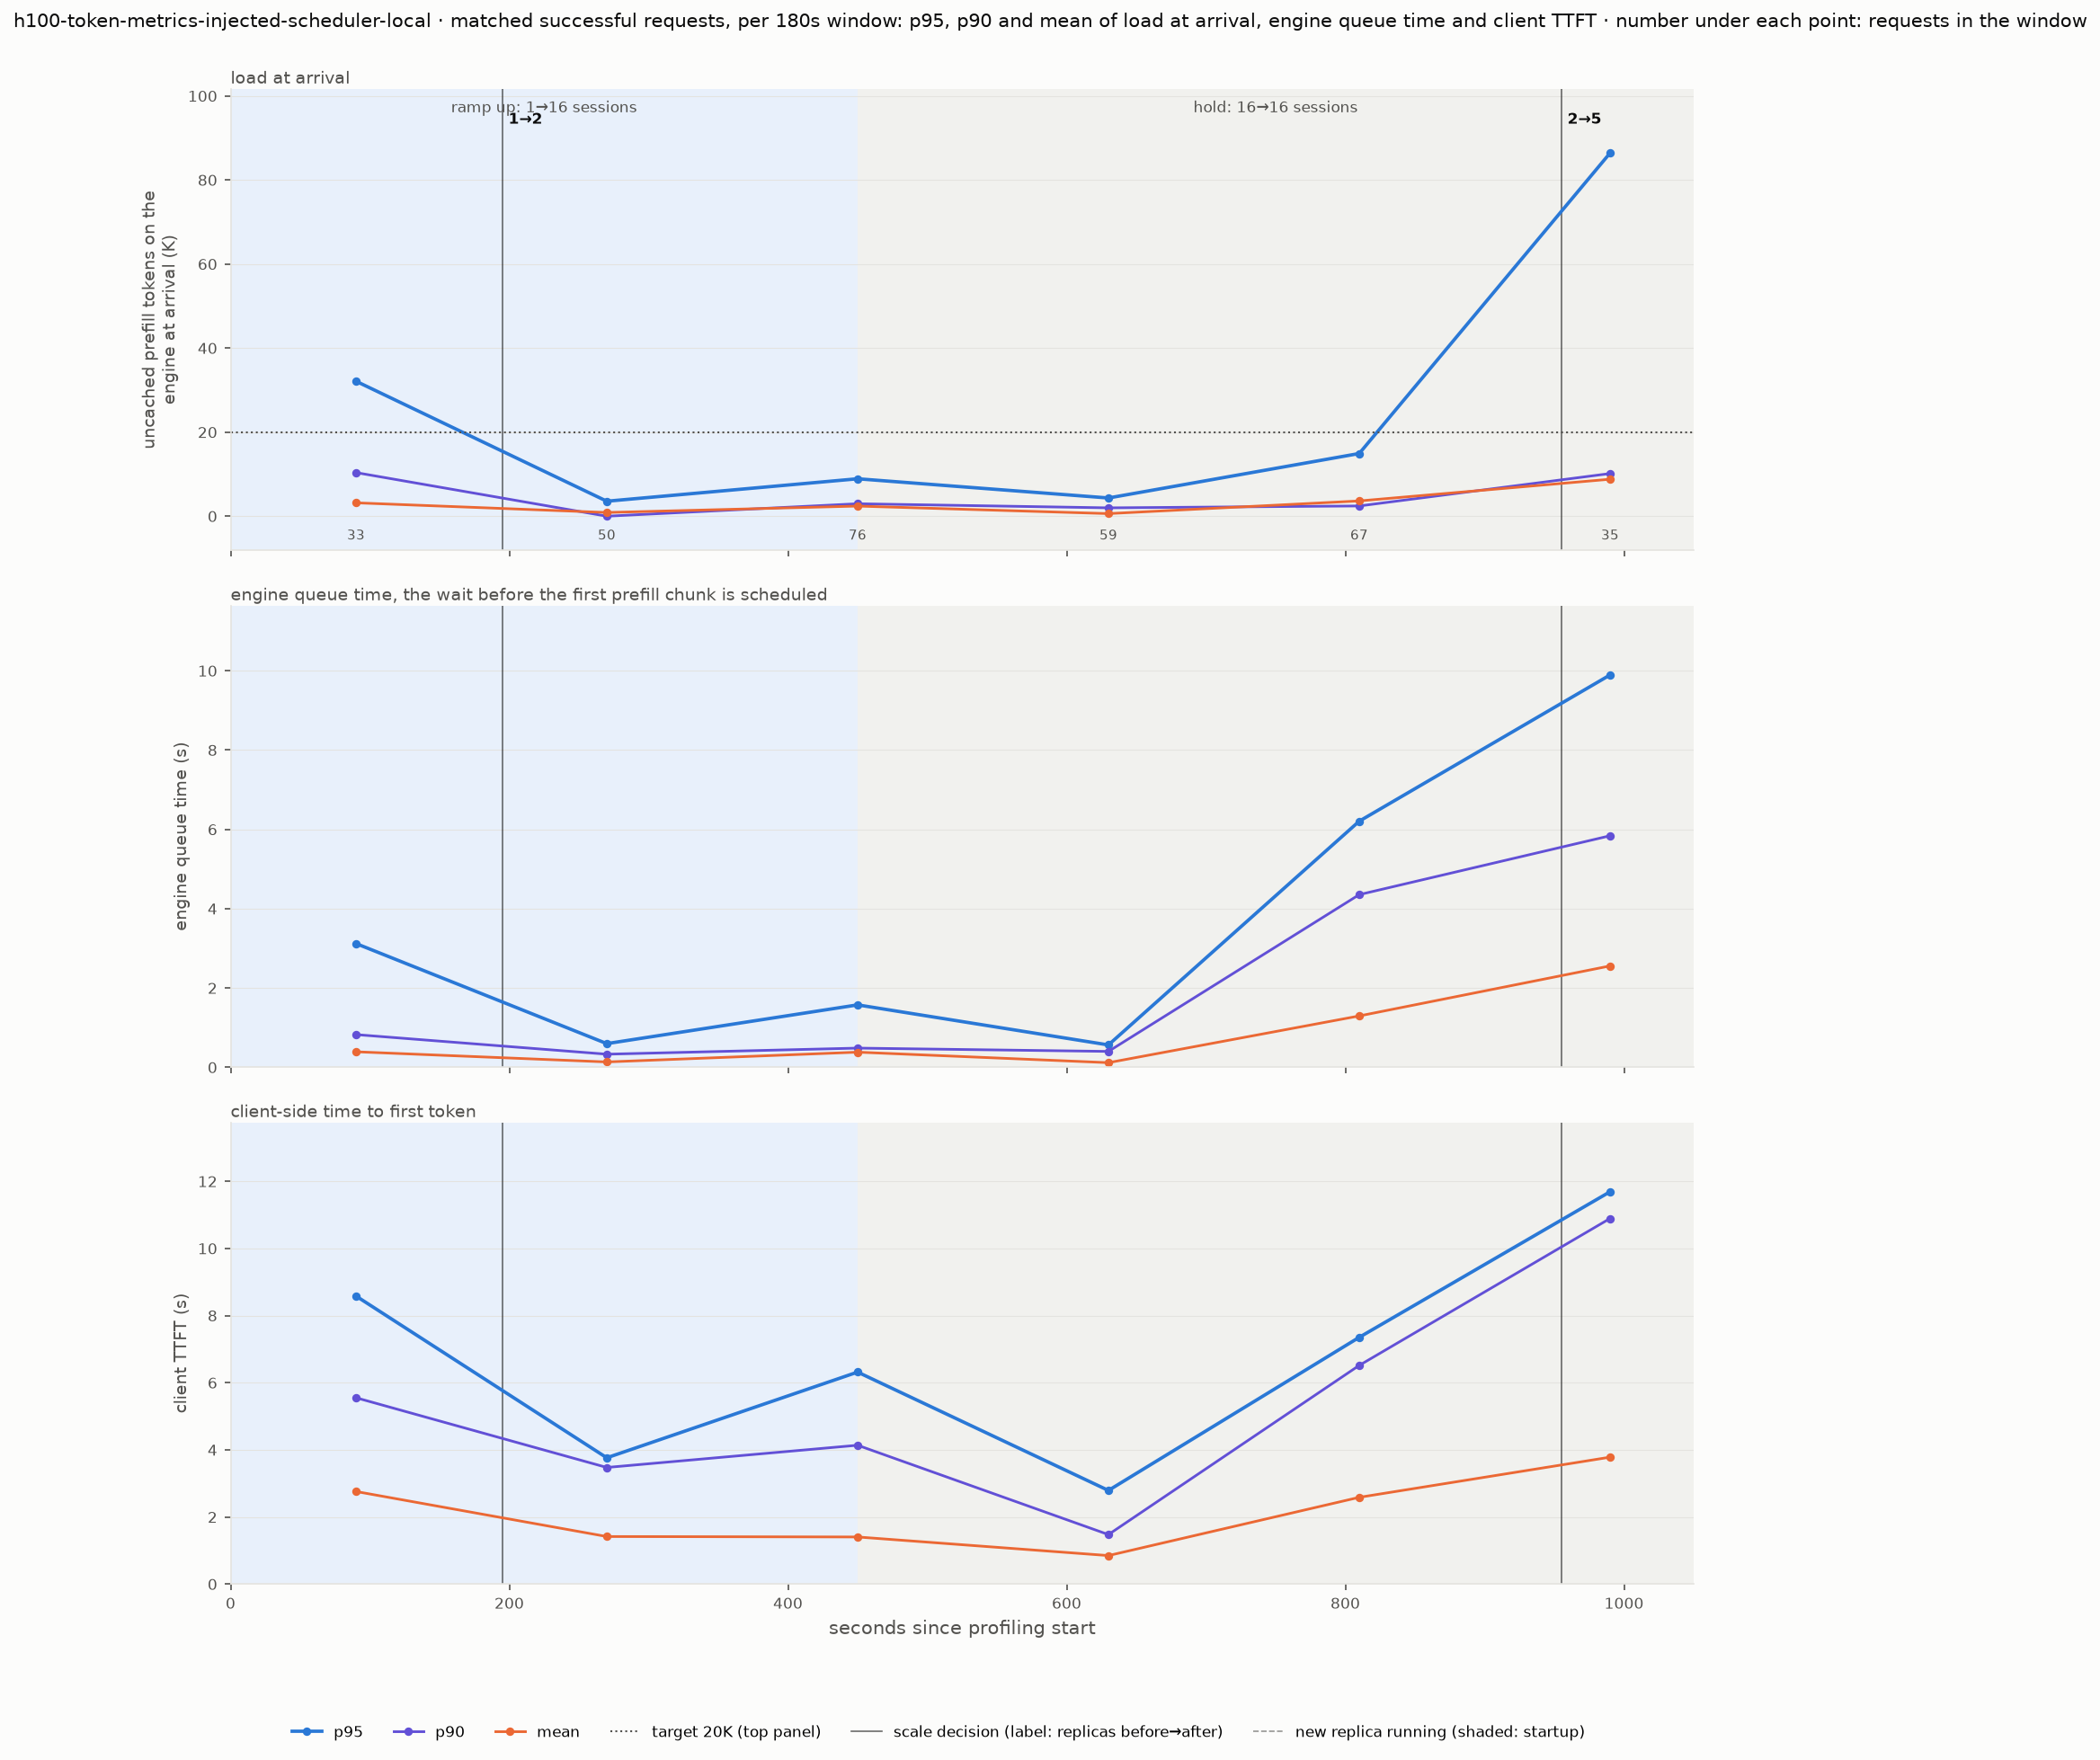 h100-token-metrics-injected-scheduler-local · matched successful requests, per 180s window: p95, p90 and mean of load at arrival, engine queue time and client TTFT · number under each point: requests in the window
load at arrival
uncached prefill tokens on the
engine at arrival (K)
100
80
60
40
20
0
ramp up: 1→16 sessions
hold: 16→16 sessions
1→2
2→5
33
50
76
59
67
35
engine queue time, the wait before the first prefill chunk is scheduled
engine queue time (s)
10
8
6
4
2
0
client-side time to first token
client TTFT (s)
12
10
8
6
4
2
0
0
200
400
600
800
1000
seconds since profiling start
p95
p90
mean
target 20K (top panel)
scale decision (label: replicas before→after)
new replica running (shaded: startup)